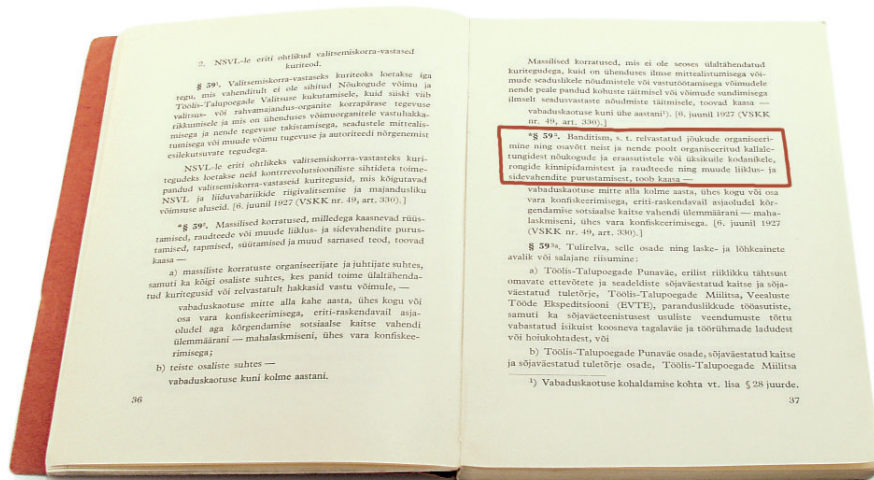 2. NSVL-le eriti ohtlikud valitsemiskorra-vastased
kuriteod.
§ 59¹. Valitsemiskorra-vastaseks kuriteoks loetakse iga
tegu, mis vahenditult ei ole sihitud Nõukogude võimu ja
Töölis-Talupoegade Valitsuse kukutamisele, kuid siiski viib
valitsus- või rahvamajandus-organite korrapärase tegevuse
rikkumisele ja mis on ühenduses võimuorganitele vastuhakka-
misega ja nende tegevuse takistamisega, seadustele mittealis-
tumisega või muude võimu tugevuse ja autoriteedi nõrgenemist
esilekutsuvate tegudega.
NSVL-le eriti ohtlikeks valitsemiskorra-vastasteks kuri-
tegudeks loetakse neid kontrrevolutsiooniliste sihtideta toime-
pandud valitsemiskorra-vastaseid kuritegusid, mis kõigutavad
NSVL ja liiduvabariikide riigivalitsemise ja majandusliku
võimsuse aluseid. [6. juunil 1927 (VSKK nr. 49, art. 330).]
*§ 59². Massilised korratused, milledega kaasnevad rüüs-
tamised, raudteede või muude liiklus- ja sidevahendite purus-
tamised, tapmised, süütamised ja muud sarnased teod, toovad
kaasa —
a) massiliste korratuste organiseerijate ja juhtijate suhtes,
samuti ka kõigi osaliste suhtes, kes panid toime ülaltähenda-
tud kuritegusid või relvastatult hakkasid vastu võimule, —
vabaduskaotuse mitte alla kahe aasta, ühes kogu või
osa vara konfiskeerimisega, eriti-raskendavail asja-
oludel aga kõrgendamise sotsiaalse kaitse vahendi
ülemmäärani — mahalaskmiseni, ühes vara konfiskee-
rimisega;
b) teiste osaliste suhtes —
vabaduskaotuse kuni kolme aastani.
36
Massilised korratused, mis ei ole seoses ülaltähendatud
kuritegudega, kuid on ühenduses ilmse mittealistumisega või-
mude seaduslikele nõudmistele või vastutöötamisega võimudele
nende peale pandud kohuste täitmisel või võimude sundimisega
ilmselt seadusvastaste nõudmiste täitmisele, toovad kaasa —
vabaduskaotuse kuni ühe aastani¹). [6. juunil 1927 (VSKK
nr. 49, art. 330).]
*§ 59³. Banditism, s. t. relvastatud jõukude organiseeri-
mine ning osavõtt neist ja nende poolt organiseeritud kallale-
tungidest nõukogude ja eraasutistele või üksikuile kodanikele,
rongide kinnipidamistest ja raudteede ning muude liiklus- ja
sidevahendite purustamisest, toob kaasa —
vabaduskaotuse mitte alla kolme aasta, ühes kogu või osa
vara konfiskeerimisega, eriti-raskendavail asjaoludel kõr-
gendamise sotsiaalse kaitse vahendi ülemmäärani — maha-
laskmiseni, ühes vara konfiskeerimisega. [6. juunil 1927
(VSKK nr. 49, art. 330).]
§ 59³ᵃ. Tulirelva, selle osade ning laske- ja lõhkeainete
avalik või salajane riisumine:
a) Töölis-Talupoegade Punaväe, erilist riiklikku tähtsust
omavate ettevõtete ja seadeldiste sõjaväestatud kaitse ja sõja-
väestatud tuletõrje, Töölis-Talupoegade Miilitsa, Veealuste
Tööde Ekspeditsiooni (EVTE), paranduslikkude tööasutiste,
samuti ka sõjaväeteenistusest usuliste veendumuste tõttu
vabastatud isikuist koosneva tagalaväe ja töörühmade ladudest
või hoiukohtadest, või
b) Töölis-Talupoegade Punaväe osade, sõjaväestatud kaitse
ja sõjaväestatud tuletõrje osade, Töölis-Talupoegade Miilitsa
¹) Vabaduskaotuse kohaldamise kohta vt. lisa § 28 juurde.
37